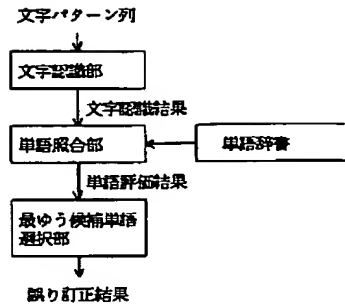 文字パターン列
文字認識部
文字認識結果
単語照合部
単語辞書
単語評価結果
最ゆう候補単語
選択部
誤り訂正結果